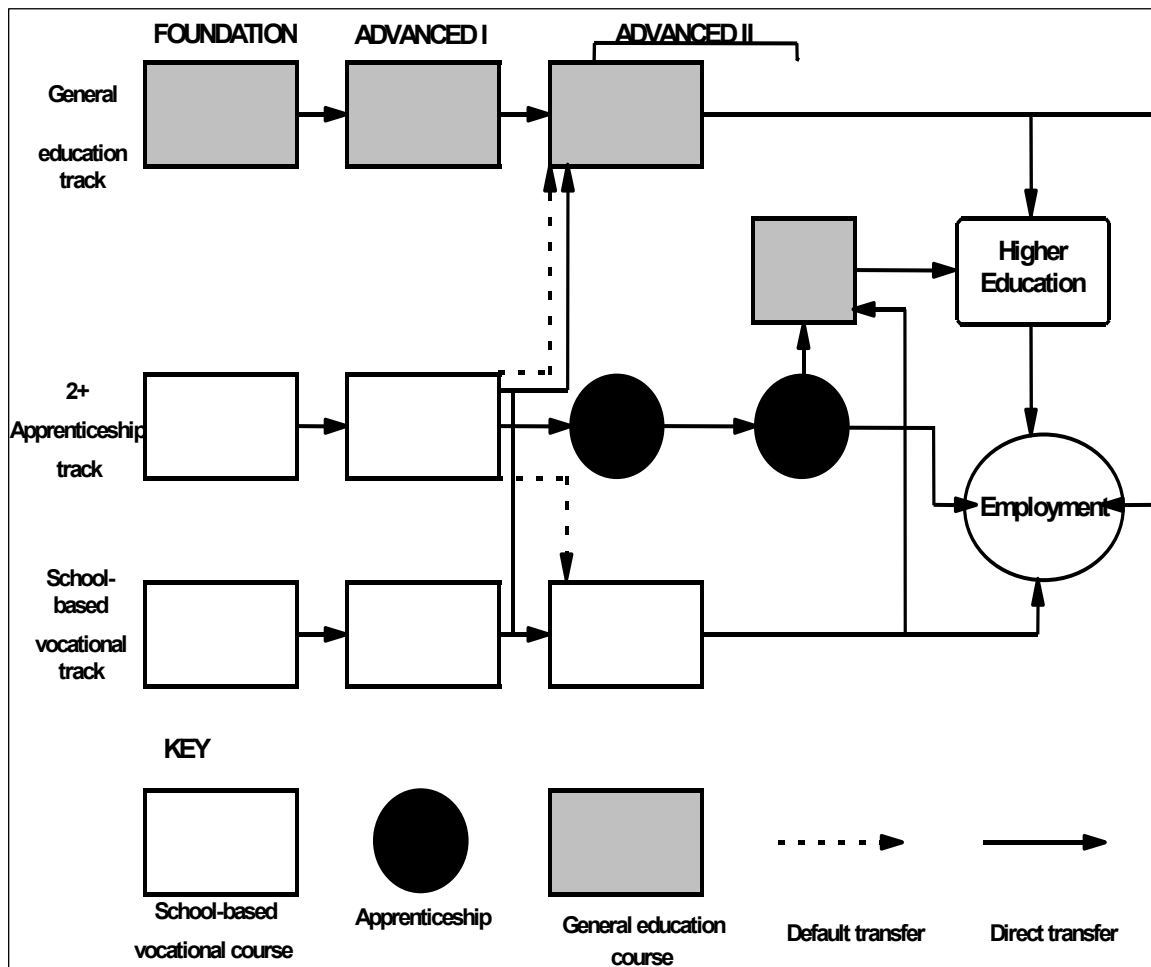 FOUNDATION
ADVANCED I
ADVANCED II
General
education
track
Higher
Education
2+
Apprenticeship
track
Employment
School-
based
vocational
track
KEY
School-based
vocational course
Apprenticeship
General education
course
Default transfer
Direct transfer